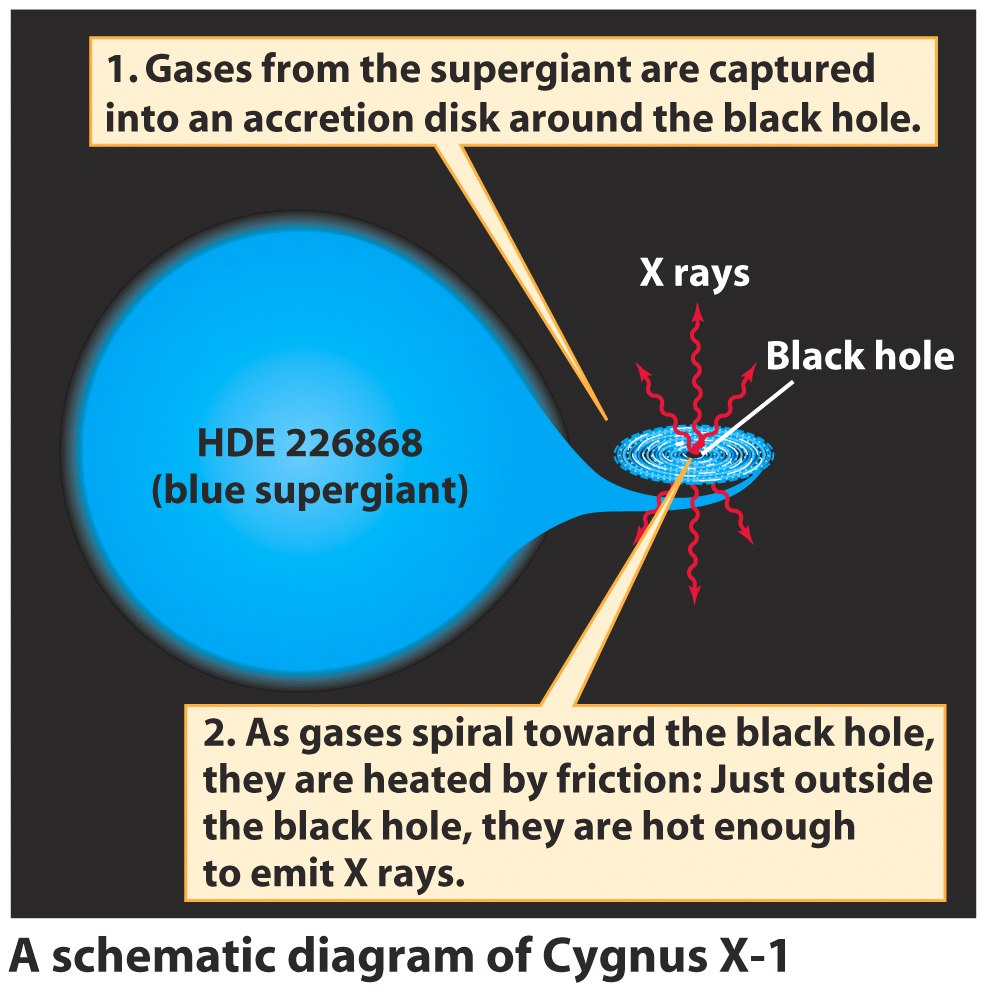 1. Gases from the supergiant are captured
into an accretion disk around the black hole.
X rays
Black hole
HDE 226868
(blue supergiant)
2. As gases spiral toward the black hole,
they are heated by friction: Just outside
the black hole, they are hot enough
to emit X rays.
A schematic diagram of Cygnus X-1